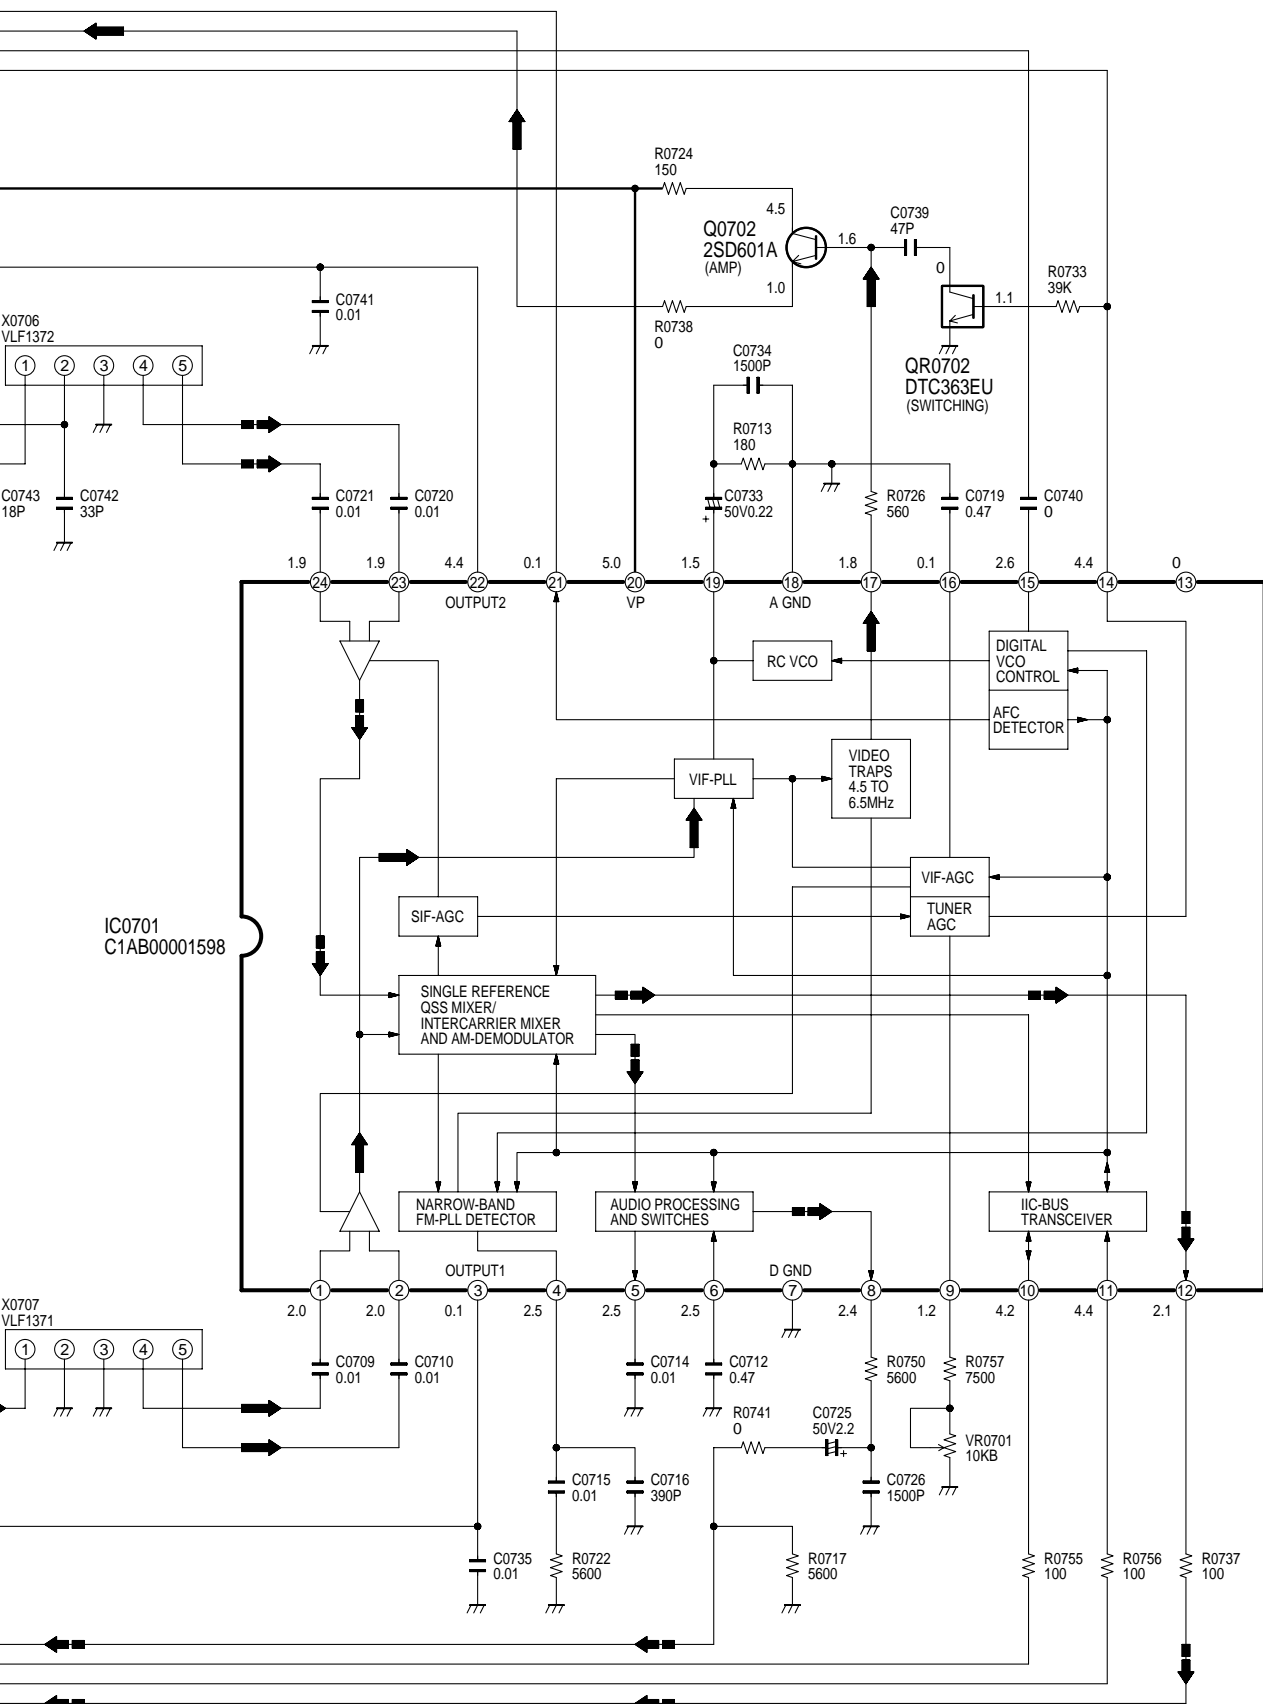 R0724
150
4.5
Q0702
2SD601A
(AMP)
1.6
C0739
47P
0
R0733
39K
1.1
1.0
R0738
0
C0741
0.01
X0706
VLF1372
1 2 3 4 5
C0734
1500P
QR0702
DTC363EU
(SWITCHING)
R0713
180
C0743
18P
C0742
33P
C0721
0.01
C0720
0.01
C0733
50V0.22
+
R0726
560
C0719
0.47
C0740
0
1.9 1.9 4.4 0.1 5.0 1.5 1.8 0.1 2.6 4.4 0
24 23 22 21 20 19 18 17 16 15 14 13
OUTPUT2 VP A GND
RC VCO
DIGITAL
VCO
CONTROL
AFC
DETECTOR
VIF-PLL
VIDEO
TRAPS
4.5 TO
6.5MHz
VIF-AGC
TUNER
AGC
SIF-AGC
IC0701
C1AB00001598
SINGLE REFERENCE
QSS MIXER/
INTERCARRIER MIXER
AND AM-DEMODULATOR
NARROW-BAND
FM-PLL DETECTOR
AUDIO PROCESSING
AND SWITCHES
IIC-BUS
TRANSCEIVER
OUTPUT1 D GND
1 2 3 4 5 6 7 8 9 10 11 12
2.0 2.0 0.1 2.5 2.5 2.5 2.4 1.2 4.2 4.4 2.1
X0707
VLF1371
1 2 3 4 5
C0709
0.01
C0710
0.01
C0714
0.01
C0712
0.47
R0750
5600
R0757
7500
R0741
0
C0725
50V2.2
+
VR0701
10KB
C0715
0.01
C0716
390P
C0726
1500P
C0735
0.01
R0722
5600
R0717
5600
R0755
100
R0756
100
R0737
100